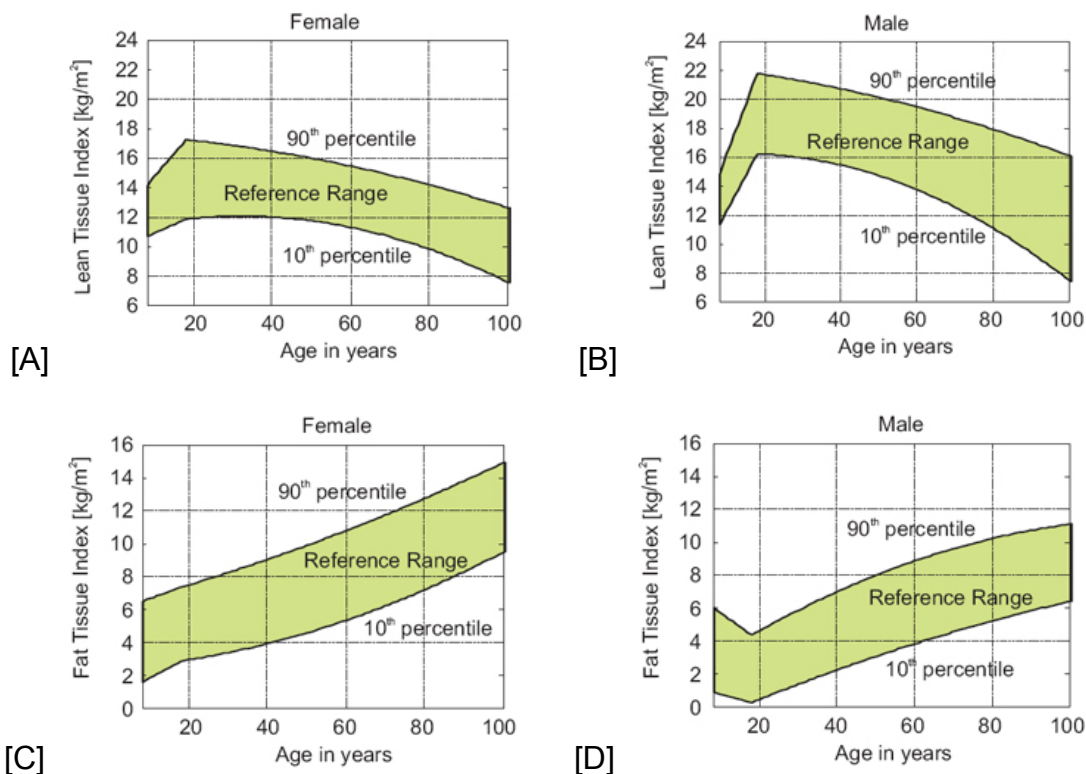 Female
Lean Tissue Index [kg/m²]
24
22
20
18
16
14
12
10
8
6
90th percentile
Reference Range
10th percentile
20 40 60 80 100
Age in years
[A]
Male
Lean Tissue Index [kg/m²]
24
22
20
18
16
14
12
10
8
6
90th percentile
Reference Range
10th percentile
20 40 60 80 100
Age in years
[B]
Female
Fat Tissue Index [kg/m²]
16
14
12
10
8
6
4
2
0
90th percentile
Reference Range
10th percentile
20 40 60 80 100
Age in years
[C]
Male
Fat Tissue Index [kg/m²]
16
14
12
10
8
6
4
2
0
90th percentile
Reference Range
10th percentile
20 40 60 80 100
Age in years
[D]